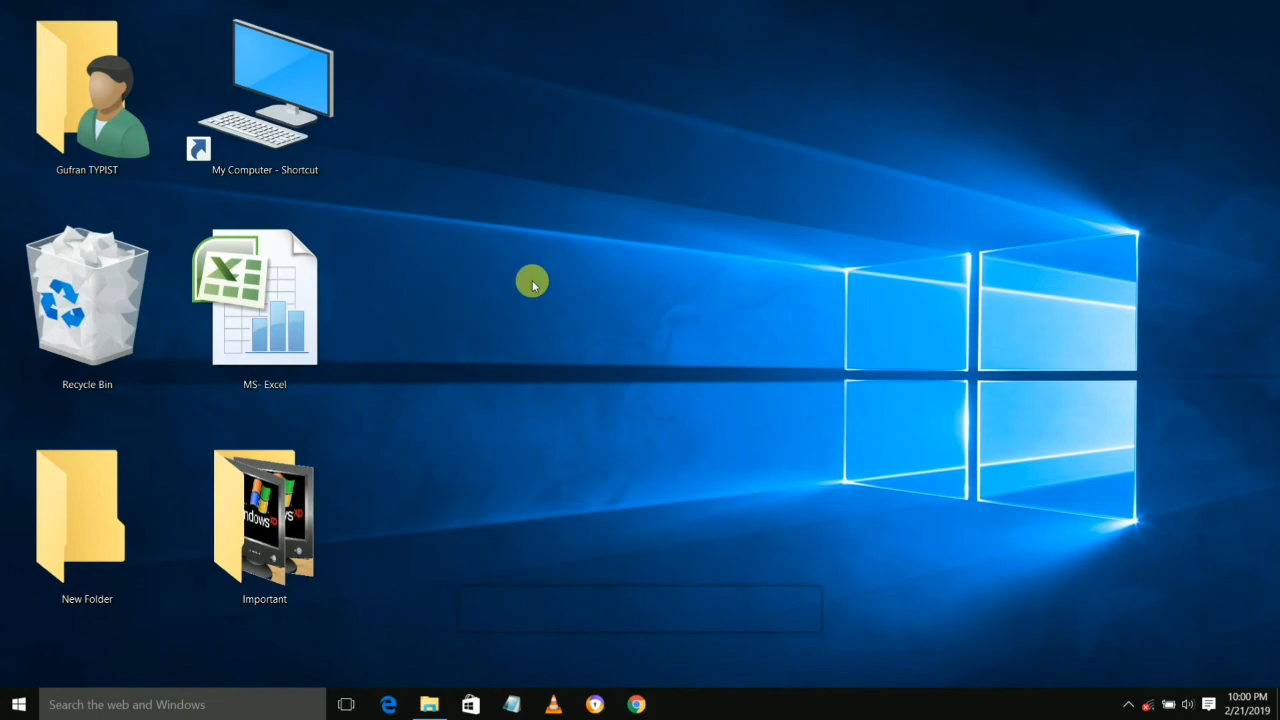 Gufran TYPIST
My Computer - Shortcut
Recycle Bin
MS- Excel
New Folder
Important
Search the web and Windows
10:00 PM
2/21/2019